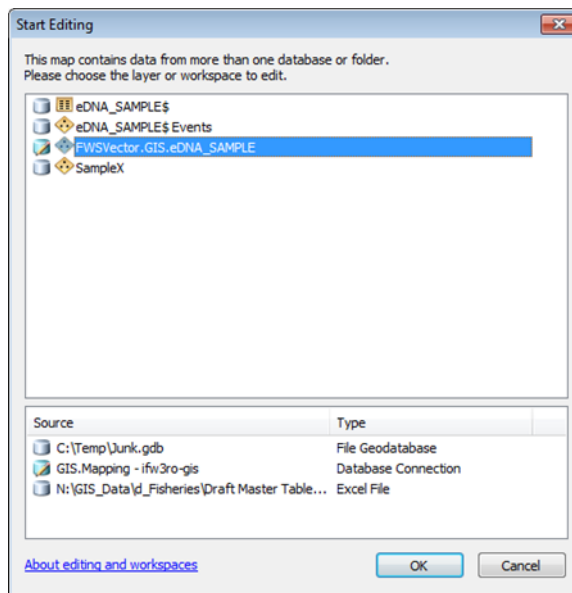 Start Editing
This map contains data from more than one database or folder.
Please choose the layer or workspace to edit.
eDNA_SAMPLE$
eDNA_SAMPLE$ Events
FWSVector.GIS.eDNA_SAMPLE
SampleX
Source Type
C:\Temp\Junk.gdb File Geodatabase
GIS.Mapping - ifw3ro-gis Database Connection
N:\GIS_Data\d_Fisheries\Draft Master Table... Excel File
About editing and workspaces OK Cancel